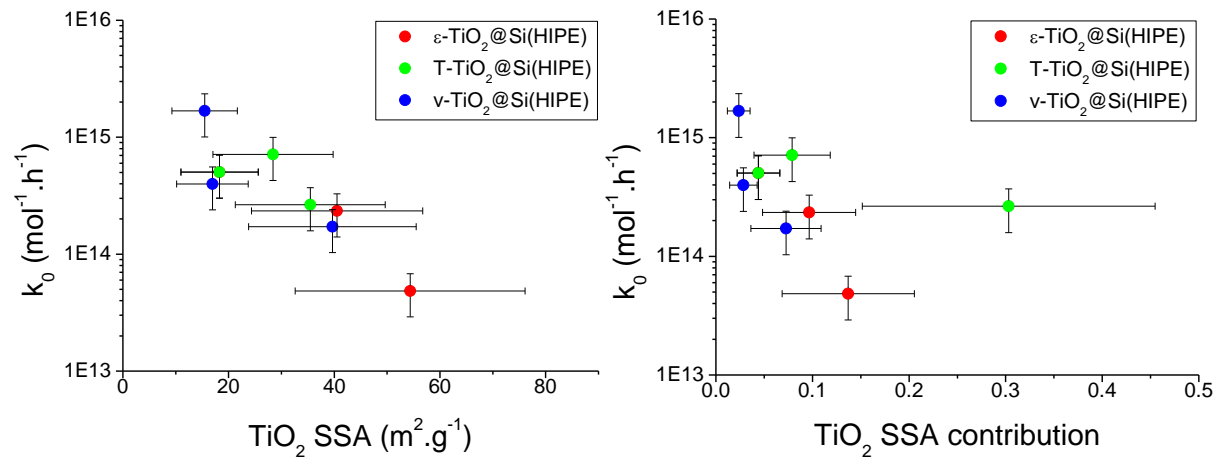 1E16
1E15
1E14
1E13
k₀ (mol⁻¹.h⁻¹)
0
20
40
60
80
TiO₂ SSA (m².g⁻¹)
ε-TiO₂@Si(HIPE)
T-TiO₂@Si(HIPE)
ν-TiO₂@Si(HIPE)
1E16
1E15
1E14
1E13
k₀ (mol⁻¹.h⁻¹)
0.0
0.1
0.2
0.3
0.4
0.5
TiO₂ SSA contribution
ε-TiO₂@Si(HIPE)
T-TiO₂@Si(HIPE)
ν-TiO₂@Si(HIPE)